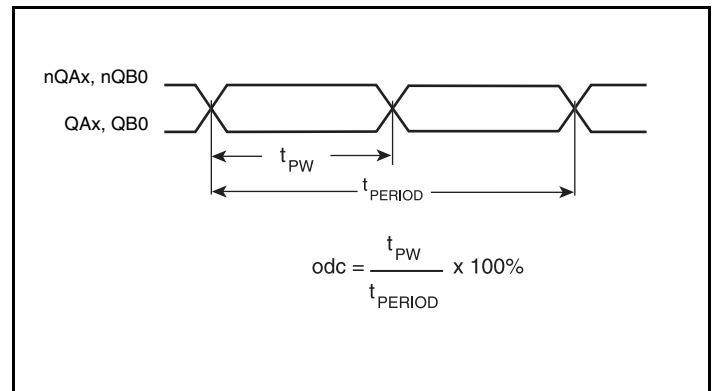 nQAx, nQB0
QAx, QB0
tPW
tPERIOD
odc = tPW / tPERIOD x 100%